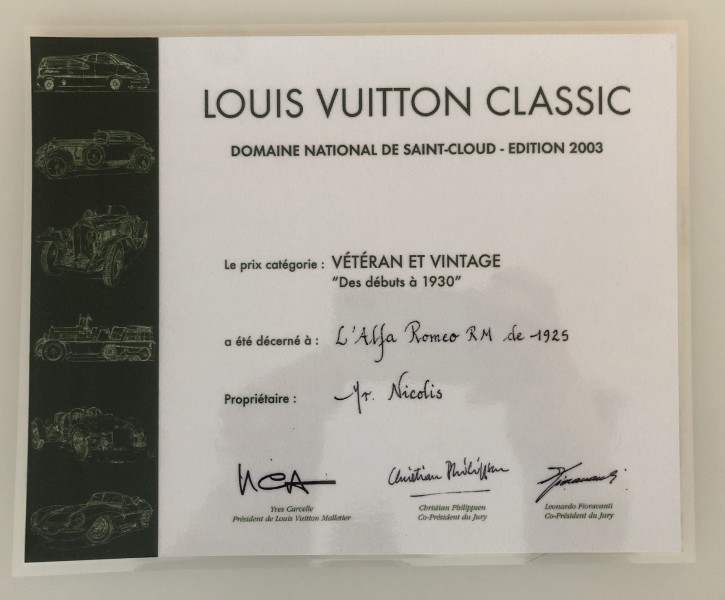 LOUIS VUITTON CLASSIC
DOMAINE NATIONAL DE SAINT-CLOUD - EDITION 2003
Le prix catégorie : VÉTÉRAN ET VINTAGE
"Des débuts à 1930"
a été décerné à : L'Alfa Romeo RM de 1925
Propriétaire : Mr. Nicolis
Christian Philippsen
Yves Carcelle
Président de Louis Vuitton Malletier
Christian Philippsen
Co-Président du Jury
Leonardo Fioravanti
Co-Président du Jury